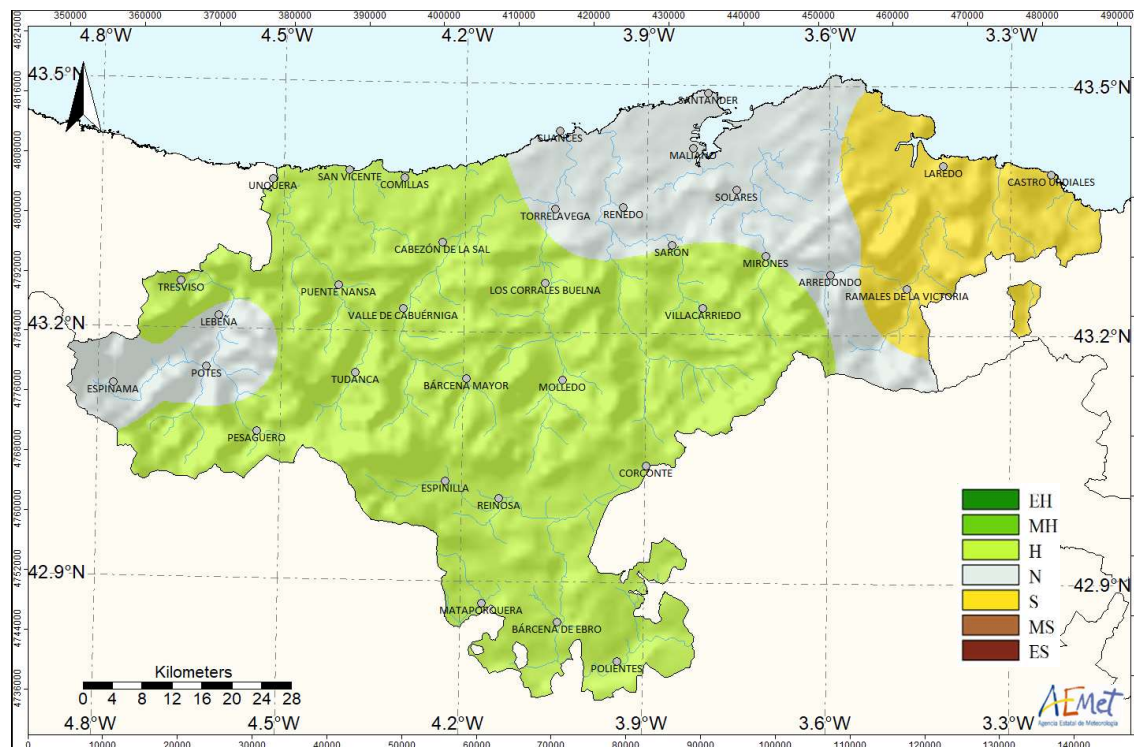 350000 360000 370000 380000 390000 400000 410000 420000 430000 440000 450000 460000 470000 480000 490000
4.8°W 4.5°W 4.2°W 3.9°W 3.6°W 3.3°W
4824000
43.5°N 43.5°N
4816000
SANTANDER
SUANCES
4808000
MALIAÑO
LAREDO
SAN VICENTE
CASTRO URDIALES
UNQUERA
COMILLAS
SOLARES
4800000
TORRELAVEGA RENEDO
CABEZÓN DE LA SAL
SARÓN
MIRONES
4792000
ARREDONDO
TRESVISO
PUENTE NANSA
LOS CORRALES BUELNA
RAMALES DE LA VICTORIA
VALLE DE CABUÉRNIGA
VILLACARRIEDO
LEBEÑA
43.2°N 43.2°N
4784000
POTES
TUDANCA
BÁRCENA MAYOR
MOLLEDO
ESPINAMA
4776000
PESAGUERO
4768000
CORCONTE
ESPINILLA
REINOSA
4760000
EH
MH
H
4752000
42.9°N 42.9°N
N
S
MATAPORQUERA
MS
4744000
BÁRCENA DE EBRO
ES
POLIENTES
Kilometers
4736000
0 4 8 12 16 20 24 28
AEMet
Agencia Estatal de Meteorología
4.8°W 4.5°W 4.2°W 3.9°W 3.6°W 3.3°W
10000 20000 30000 40000 50000 60000 70000 80000 90000 100000 110000 120000 130000 140000